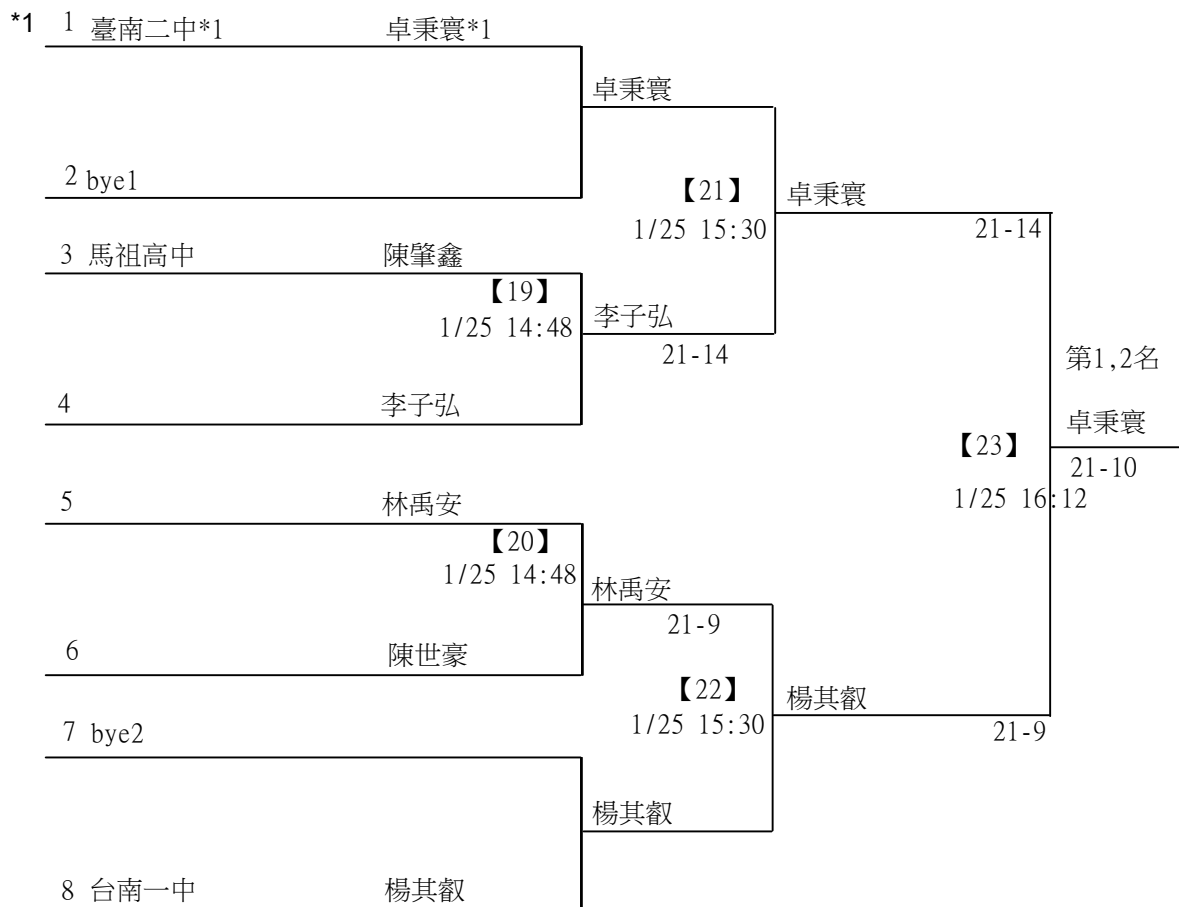 *1 1 臺南二中*1 卓秉寰*1
卓秉寰
2 bye1
【21】 卓秉寰
1/25 15:30 21-14
3 馬祖高中 陳肇鑫
【19】
1/25 14:48 李子弘
21-14
第1,2名
4 李子弘
卓秉寰
【23】
21-10
1/25 16:12
5 林禹安
【20】
1/25 14:48 林禹安
21-9
6 陳世豪
【22】 楊其叡
1/25 15:30 21-9
7 bye2
楊其叡
8 台南一中 楊其叡